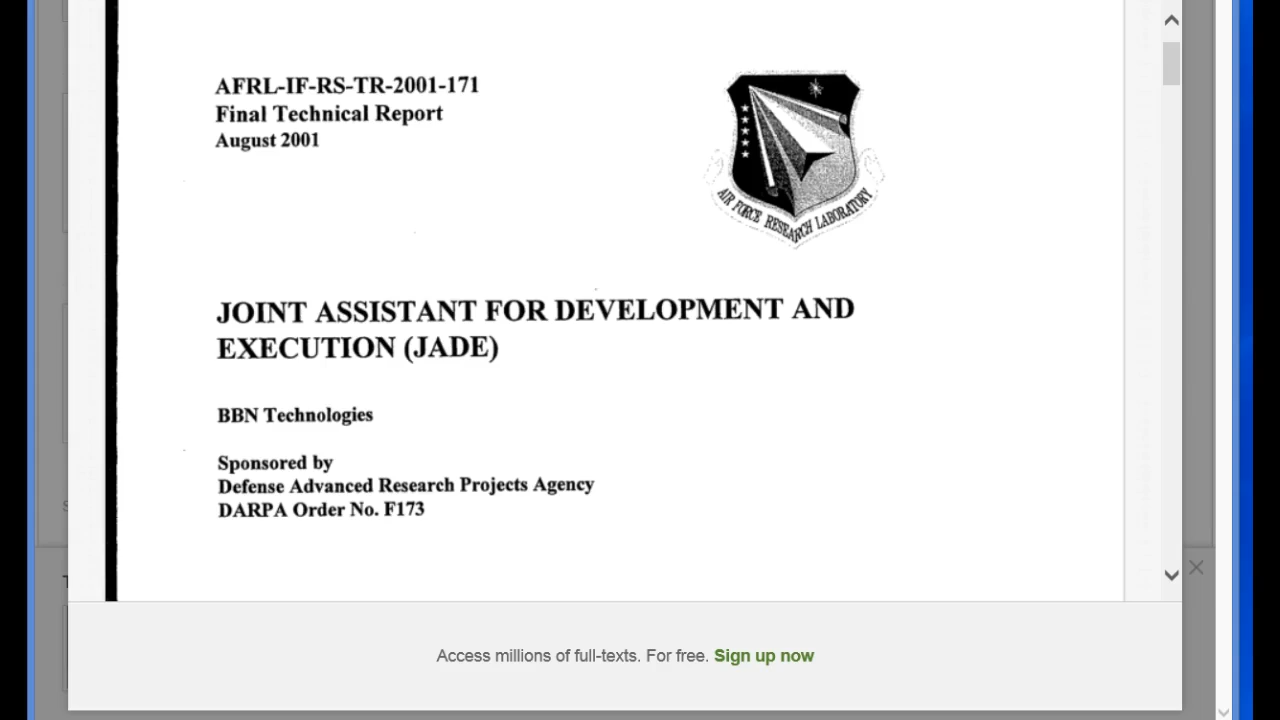 AFRL-IF-RS-TR-2001-171
Final Technical Report
August 2001
AIR FORCE RESEARCH LABORATORY
JOINT ASSISTANT FOR DEVELOPMENT AND
EXECUTION (JADE)
BBN Technologies
Sponsored by
Defense Advanced Research Projects Agency
DARPA Order No. F173
Access millions of full-texts. For free. Sign up now